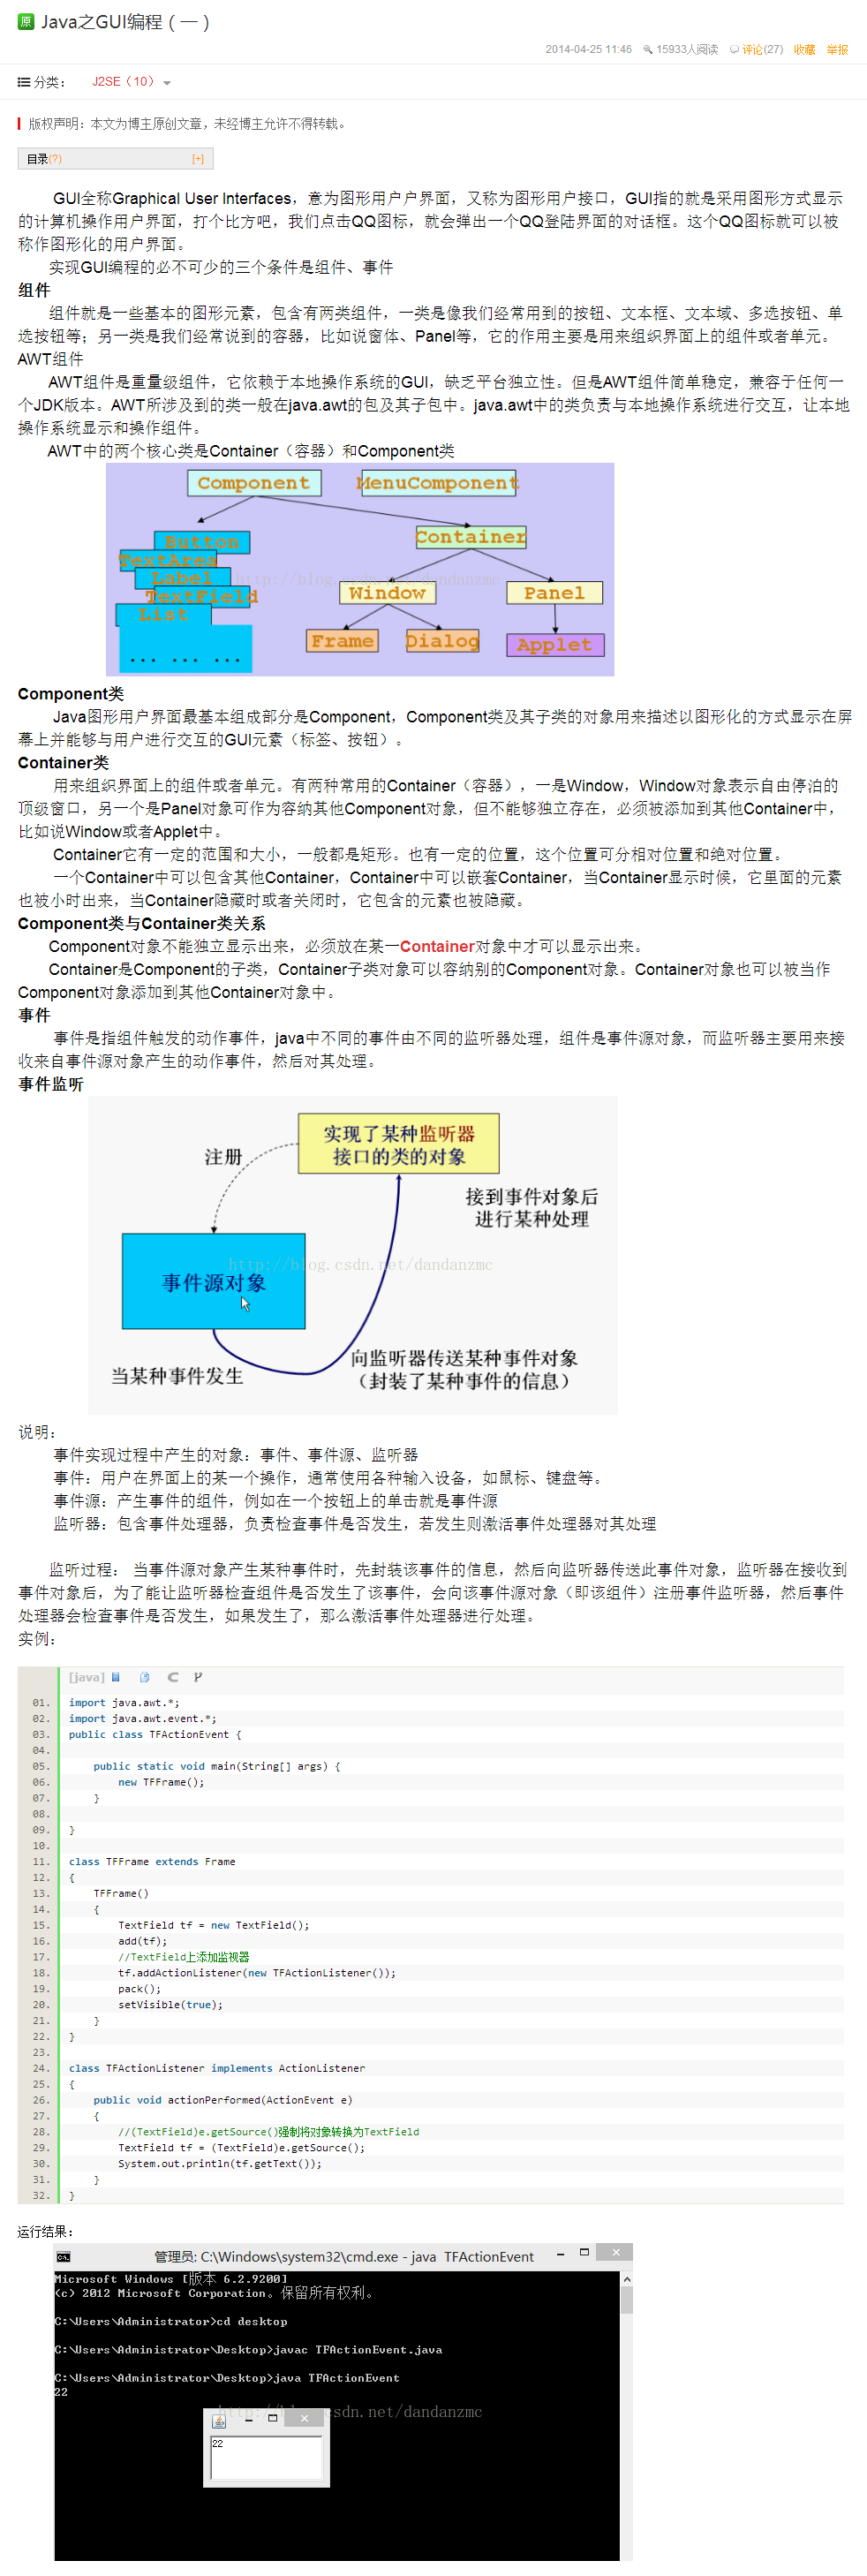 原 Java之GUI编程（一）
2014-04-25 11:46 15933人阅读 评论(27) 收藏 举报
分类： J2SE（10）
版权声明：本文为博主原创文章，未经博主允许不得转载。
目录(?) [+]
GUI全称Graphical User Interfaces，意为图形用户户界面，又称为图形用户接口，GUI指的就是采用图形方式显示
的计算机操作用户界面，打个比方吧，我们点击QQ图标，就会弹出一个QQ登陆界面的对话框。这个QQ图标就可以被
称作图形化的用户界面。
实现GUI编程的必不可少的三个条件是组件、事件
组件
组件就是一些基本的图形元素，包含有两类组件，一类是像我们经常用到的按钮、文本框、文本域、多选按钮、单
选按钮等；另一类是我们经常说到的容器，比如说窗体、Panel等，它的作用主要是用来组织界面上的组件或者单元。
AWT组件
AWT组件是重量级组件，它依赖于本地操作系统的GUI，缺乏平台独立性。但是AWT组件简单稳定，兼容于任何一
个JDK版本。AWT所涉及到的类一般在java.awt的包及其子包中。java.awt中的类负责与本地操作系统进行交互，让本地
操作系统显示和操作组件。
AWT中的两个核心类是Container（容器）和Component类
Component MenuComponent
Button Container
TextArea
Label http://blog.csdn.net/dandanzmc
TextField Window Panel
List
Frame Dialog Applet
... ... ...
Component类
Java图形用户界面最基本组成部分是Component，Component类及其子类的对象用来描述以图形化的方式显示在屏
幕上并能够与用户进行交互的GUI元素（标签、按钮）。
Container类
用来组织界面上的组件或者单元。有两种常用的Container（容器），一是Window，Window对象表示自由停泊的
顶级窗口，另一个是Panel对象可作为容纳其他Component对象，但不能够独立存在，必须被添加到其他Container中，
比如说Window或者Applet中。
Container它有一定的范围和大小，一般都是矩形。也有一定的位置，这个位置可分相对位置和绝对位置。
一个Container中可以包含其他Container，Container中可以嵌套Container，当Container显示时候，它里面的元素
也被小时出来，当Container隐藏时或者关闭时，它包含的元素也被隐藏。
Component类与Container类关系
Component对象不能独立显示出来，必须放在某一Container对象中才可以显示出来。
Container是Component的子类，Container子类对象可以容纳别的Component对象。Container对象也可以被当作
Component对象添加到其他Container对象中。
事件
事件是指组件触发的动作事件，java中不同的事件由不同的监听器处理，组件是事件源对象，而监听器主要用来接
收来自事件源对象产生的动作事件，然后对其处理。
事件监听
实现了某种监听器
接口的类的对象
注册
接到事件对象后
进行某种处理
http://blog.csdn.net/dandanzmc
事件源对象
当某种事件发生
向监听器传送某种事件对象
（封装了某种事件的信息）
说明：
事件实现过程中产生的对象：事件、事件源、监听器
事件：用户在界面上的某一个操作，通常使用各种输入设备，如鼠标、键盘等。
事件源：产生事件的组件，例如在一个按钮上的单击就是事件源
监听器：包含事件处理器，负责检查事件是否发生，若发生则激活事件处理器对其处理
监听过程： 当事件源对象产生某种事件时，先封装该事件的信息，然后向监听器传送此事件对象，监听器在接收到
事件对象后，为了能让监听器检查组件是否发生了该事件，会向该事件源对象（即该组件）注册事件监听器，然后事件
处理器会检查事件是否发生，如果发生了，那么激活事件处理器进行处理。
实例：
[java]
01. import java.awt.*;
02. import java.awt.event.*;
03. public class TFActionEvent {
04.
05. public static void main(String[] args) {
06. new TFFrame();
07. }
08.
09. }
10.
11. class TFFrame extends Frame
12. {
13. TFFrame()
14. {
15. TextField tf = new TextField();
16. add(tf);
17. //TextField上添加监视器
18. tf.addActionListener(new TFActionListener());
19. pack();
20. setVisible(true);
21. }
22. }
23.
24. class TFActionListener implements ActionListener
25. {
26. public void actionPerformed(ActionEvent e)
27. {
28. //(TextField)e.getSource()强制将对象转换为TextField
29. TextField tf = (TextField)e.getSource();
30. System.out.println(tf.getText());
31. }
32. }
运行结果：
管理员: C:\Windows\system32\cmd.exe - java TFActionEvent
Microsoft Windows [版本 6.2.9200]
(c) 2012 Microsoft Corporation。保留所有权利。
C:\Users\Administrator>cd desktop
C:\Users\Administrator\Desktop>javac TFActionEvent.java
C:\Users\Administrator\Desktop>java TFActionEvent
22
http://blog.csdn.net/dandanzmc
22